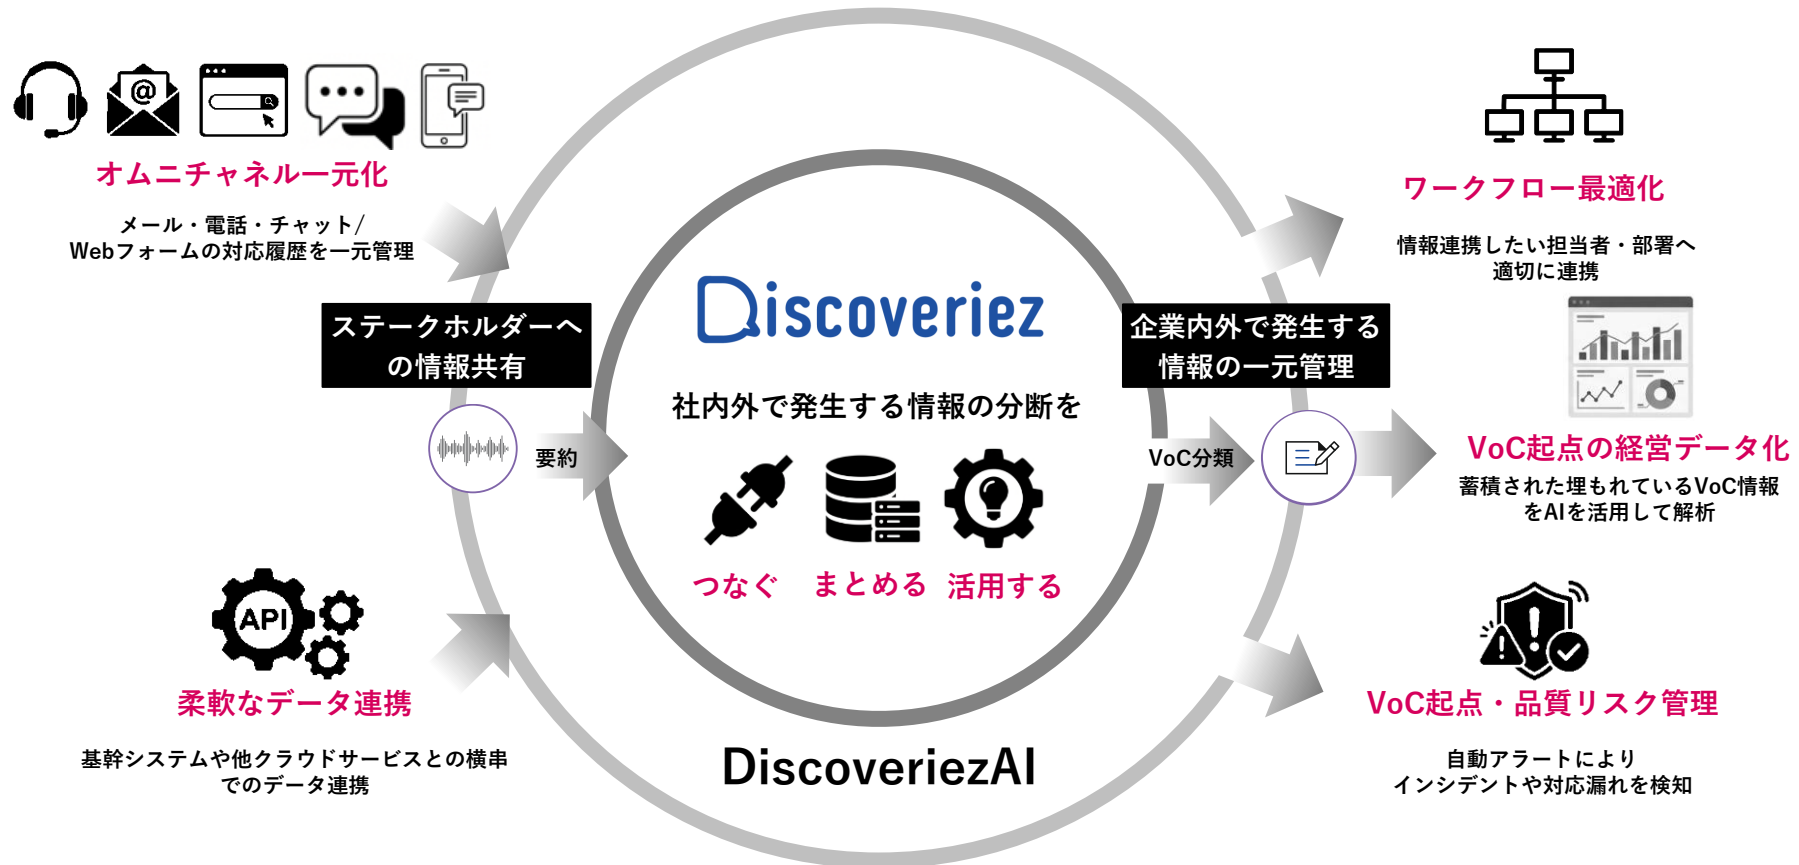 オムニチャネル一元化
メール・電話・チャット/
Webフォームの対応履歴を一元管理
ステークホルダーへ
の情報共有
要約
API
柔軟なデータ連携
基幹システムや他クラウドサービスとの横串
でのデータ連携
Discoveriez
社内外で発生する情報の分断を
つなぐ
まとめる
活用する
DiscoveriezAI
企業内外で発生する
情報の一元管理
VoC分類
ワークフロー最適化
情報連携したい担当者・部署へ
適切に連携
VoC起点の経営データ化
蓄積された埋もれているVoC情報
をAIを活用して解析
VoC起点・品質リスク管理
自動アラートにより
インシデントや対応漏れを検知